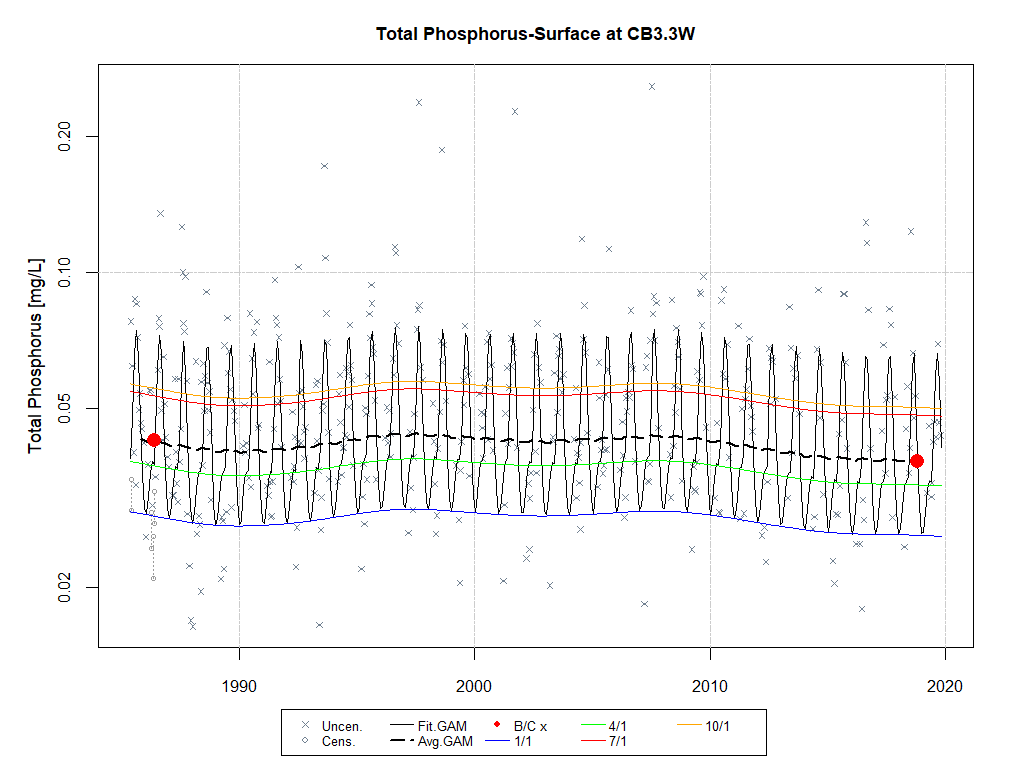 Total Phosphorus-Surface at CB3.3W
Total Phosphorus [mg/L]
0.20
0.10
0.05
0.02
1990 2000 2010 2020
Uncen. Fit.GAM B/C x 4/1 10/1
Cens. Avg.GAM 1/1 7/1